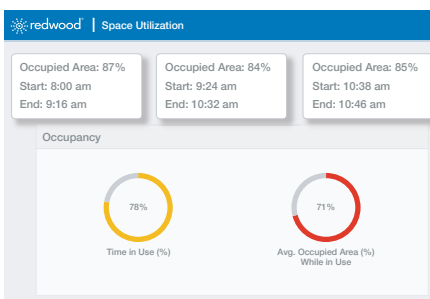 redwood | Space Utilization
Occupied Area: 87%
Start: 8:00 am
End: 9:16 am
Occupied Area: 84%
Start: 9:24 am
End: 10:32 am
Occupied Area: 85%
Start: 10:38 am
End: 10:46 am
Occupancy
78%
Time in Use (%)
71%
Avg. Occupied Area (%)
While in Use